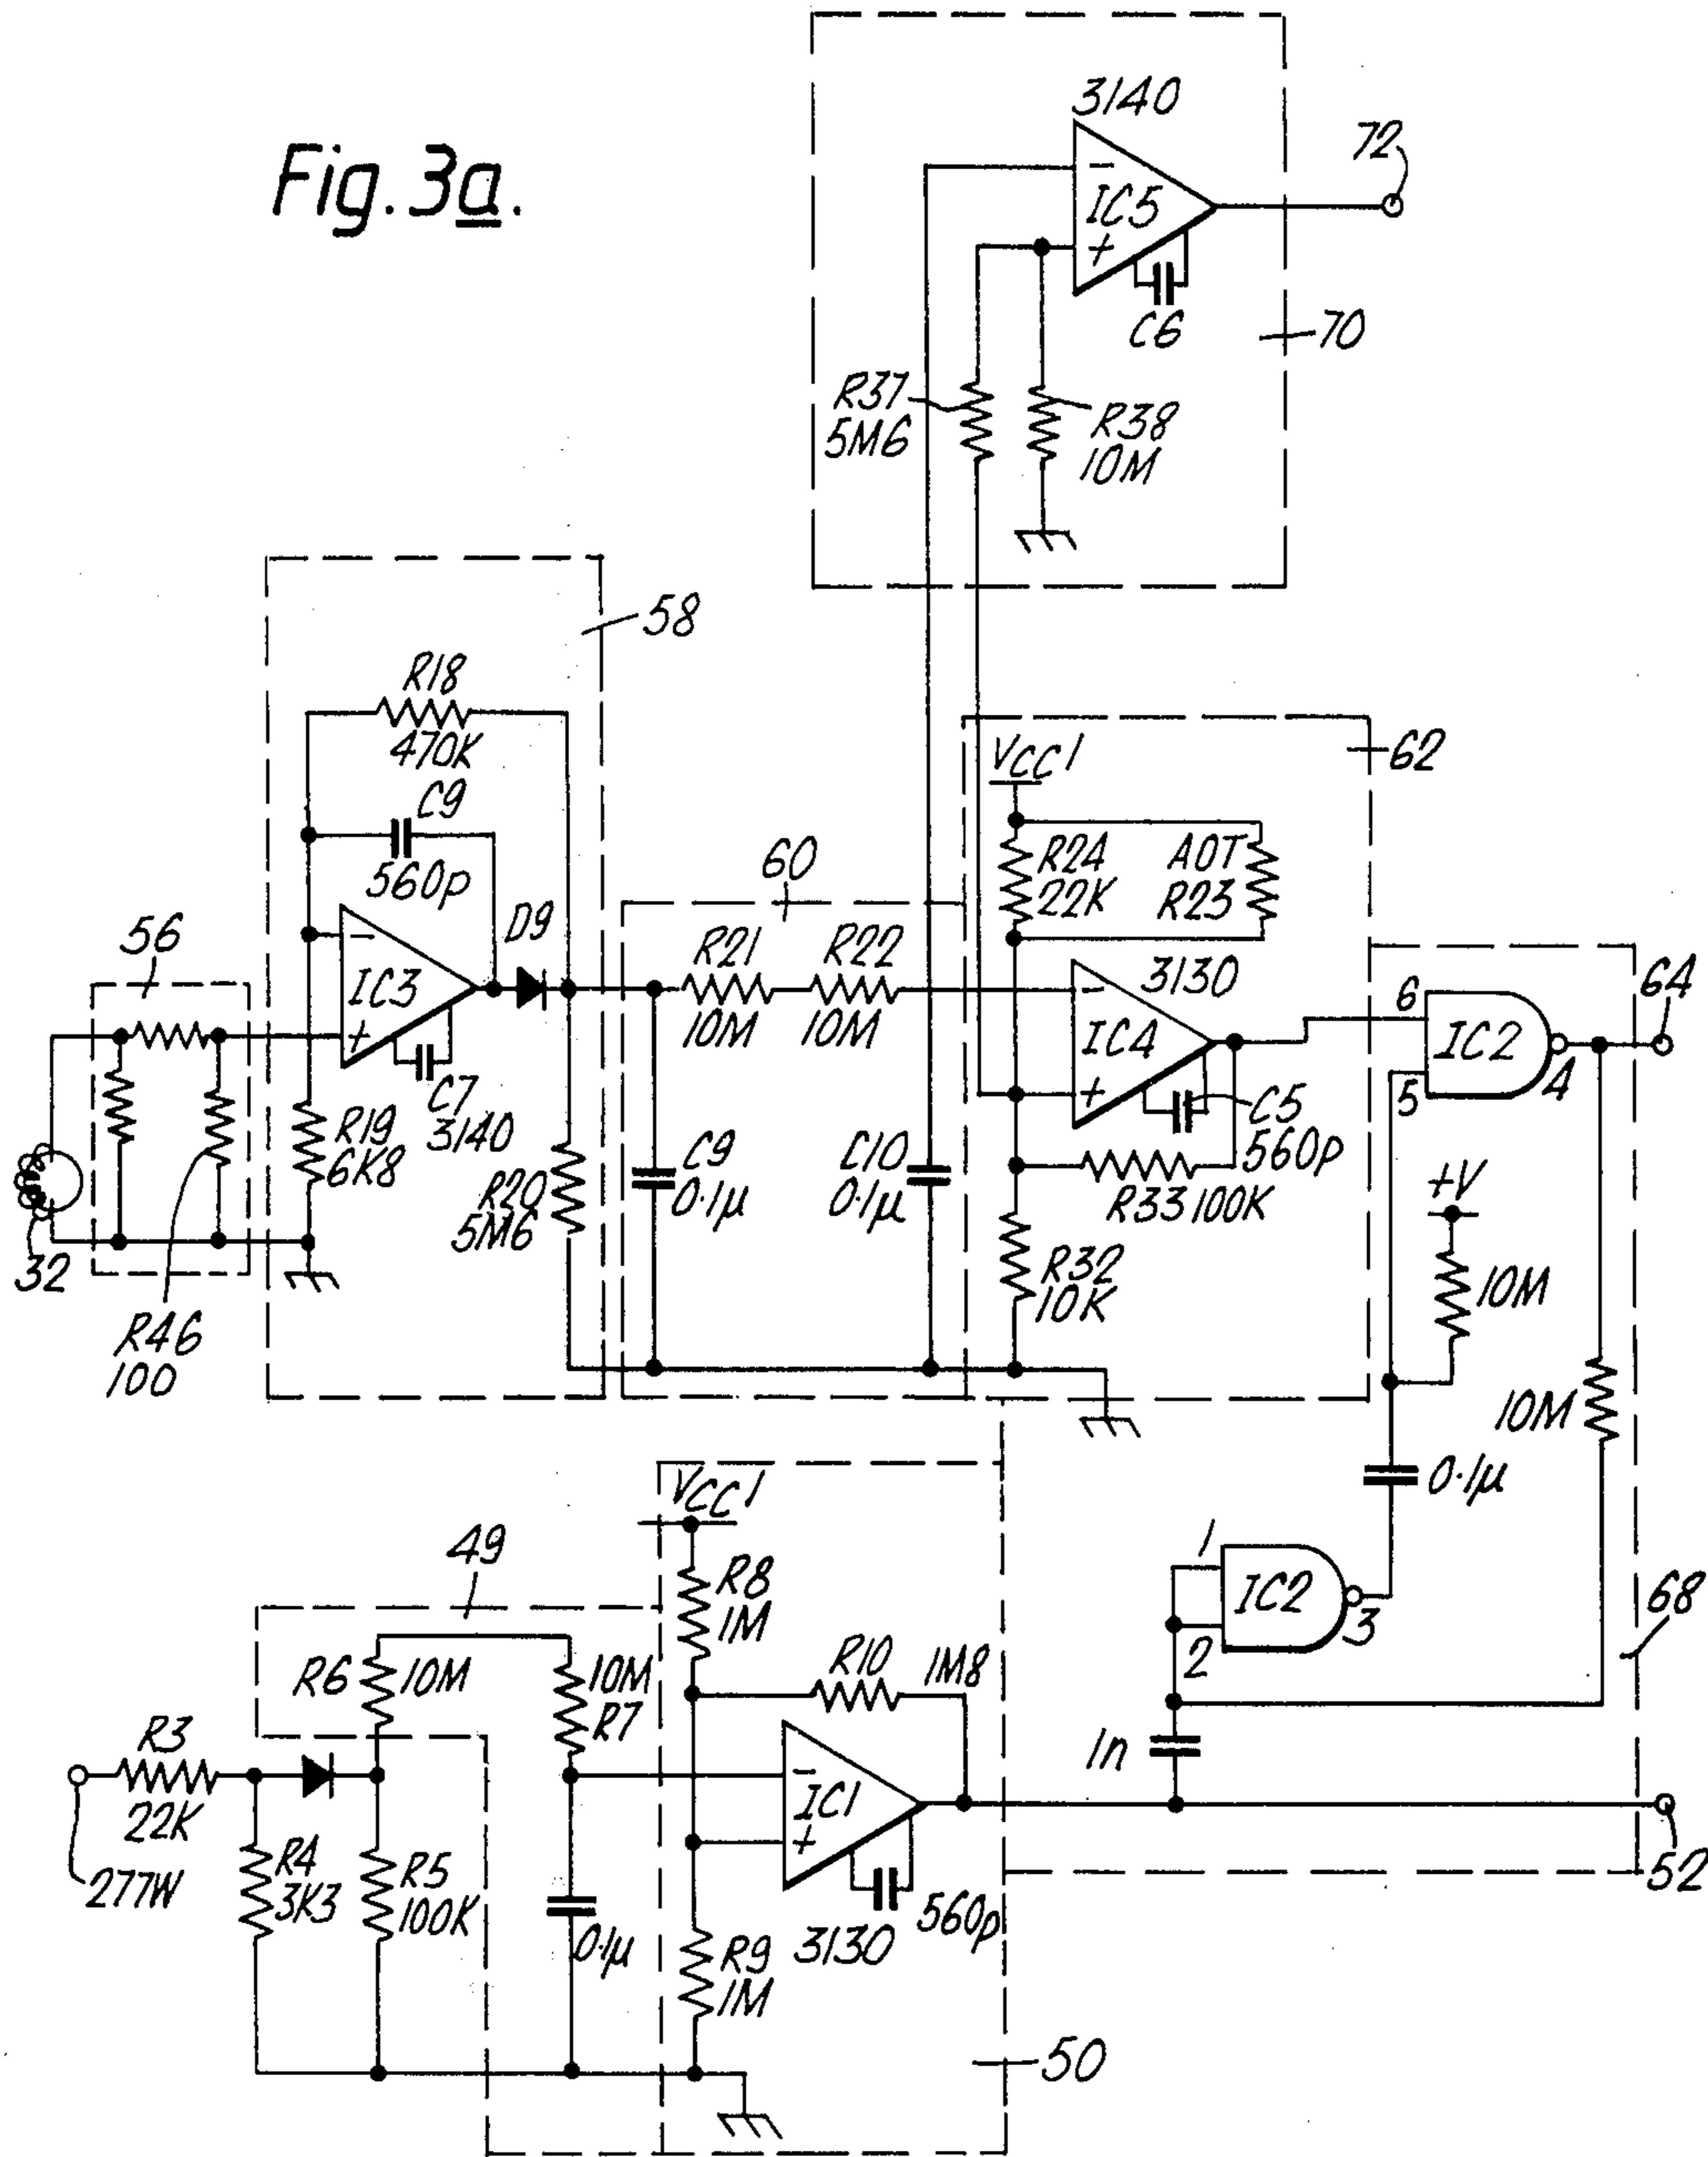 Fig. 3a.
3140
72
-
IC5
+
C6
70
R37
5M6
R38
10M
58
R18
470K
C9
560p
62
VCC1
R24
22K
AOT
R23
60
56
D9
R21
10M
R22
10M
-
IC3
+
C7
3140
3130
-
IC4
+
C5
560p
6
IC2
4
5
64
R19
6K8
R20
5M6
C9
0.1µ
C10
0.1µ
R33 100K
+V
10M
32
R46
100
R32
10K
10M
0.1µ
VCC1
49
R8
1M
1
IC2
3
2
68
R6
10M
10M
R7
R10
1M8
R3
22K
1n
-
IC1
+
277W
R4
3K3
R5
100K
52
0.1µ
560p
3130
R9
1M
50